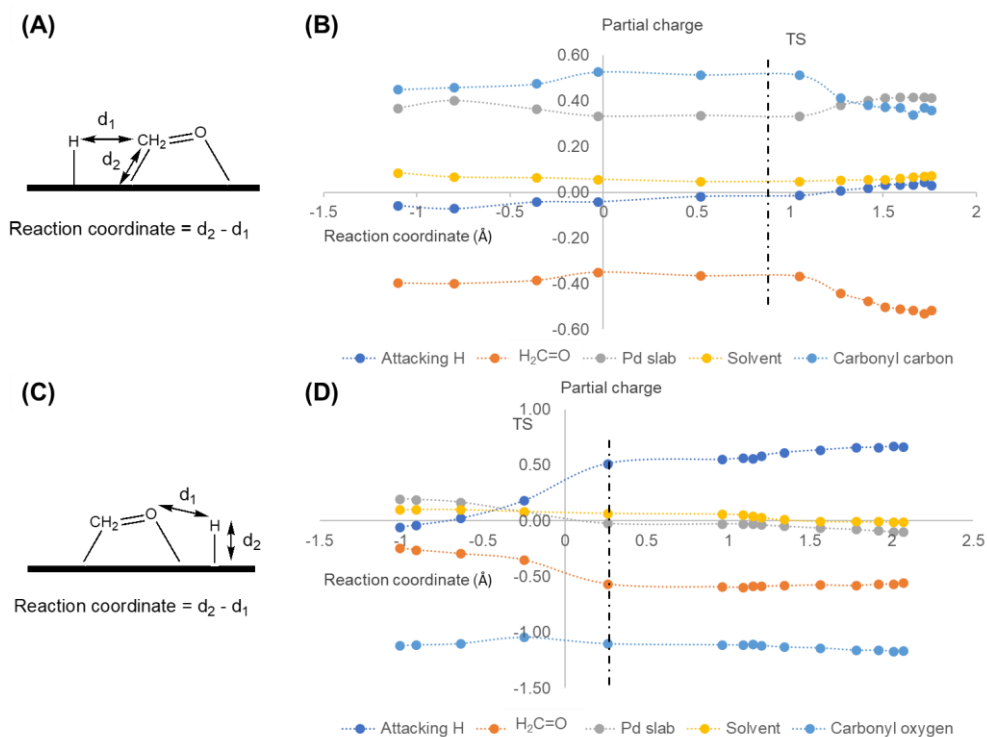 (A)
H
d₁
CH₂
O
d₂
Reaction coordinate = d₂ - d₁
(B)
Partial charge
TS
0.60
0.40
0.20
0.00
-0.20
-0.40
-0.60
-1.5
-1
-0.5
0
0.5
1
1.5
2
Reaction coordinate (Å)
Attacking H
H₂C=O
Pd slab
Solvent
Carbonyl carbon
(C)
CH₂
O
d₁
H
d₂
Reaction coordinate = d₂ - d₁
(D)
Partial charge
TS
1.00
0.50
0.00
-0.50
-1.00
-1.50
-1
-0.5
0
0.5
1
1.5
2
2.5
Reaction coordinate (Å)
Attacking H
H₂C=O
Pd slab
Solvent
Carbonyl oxygen